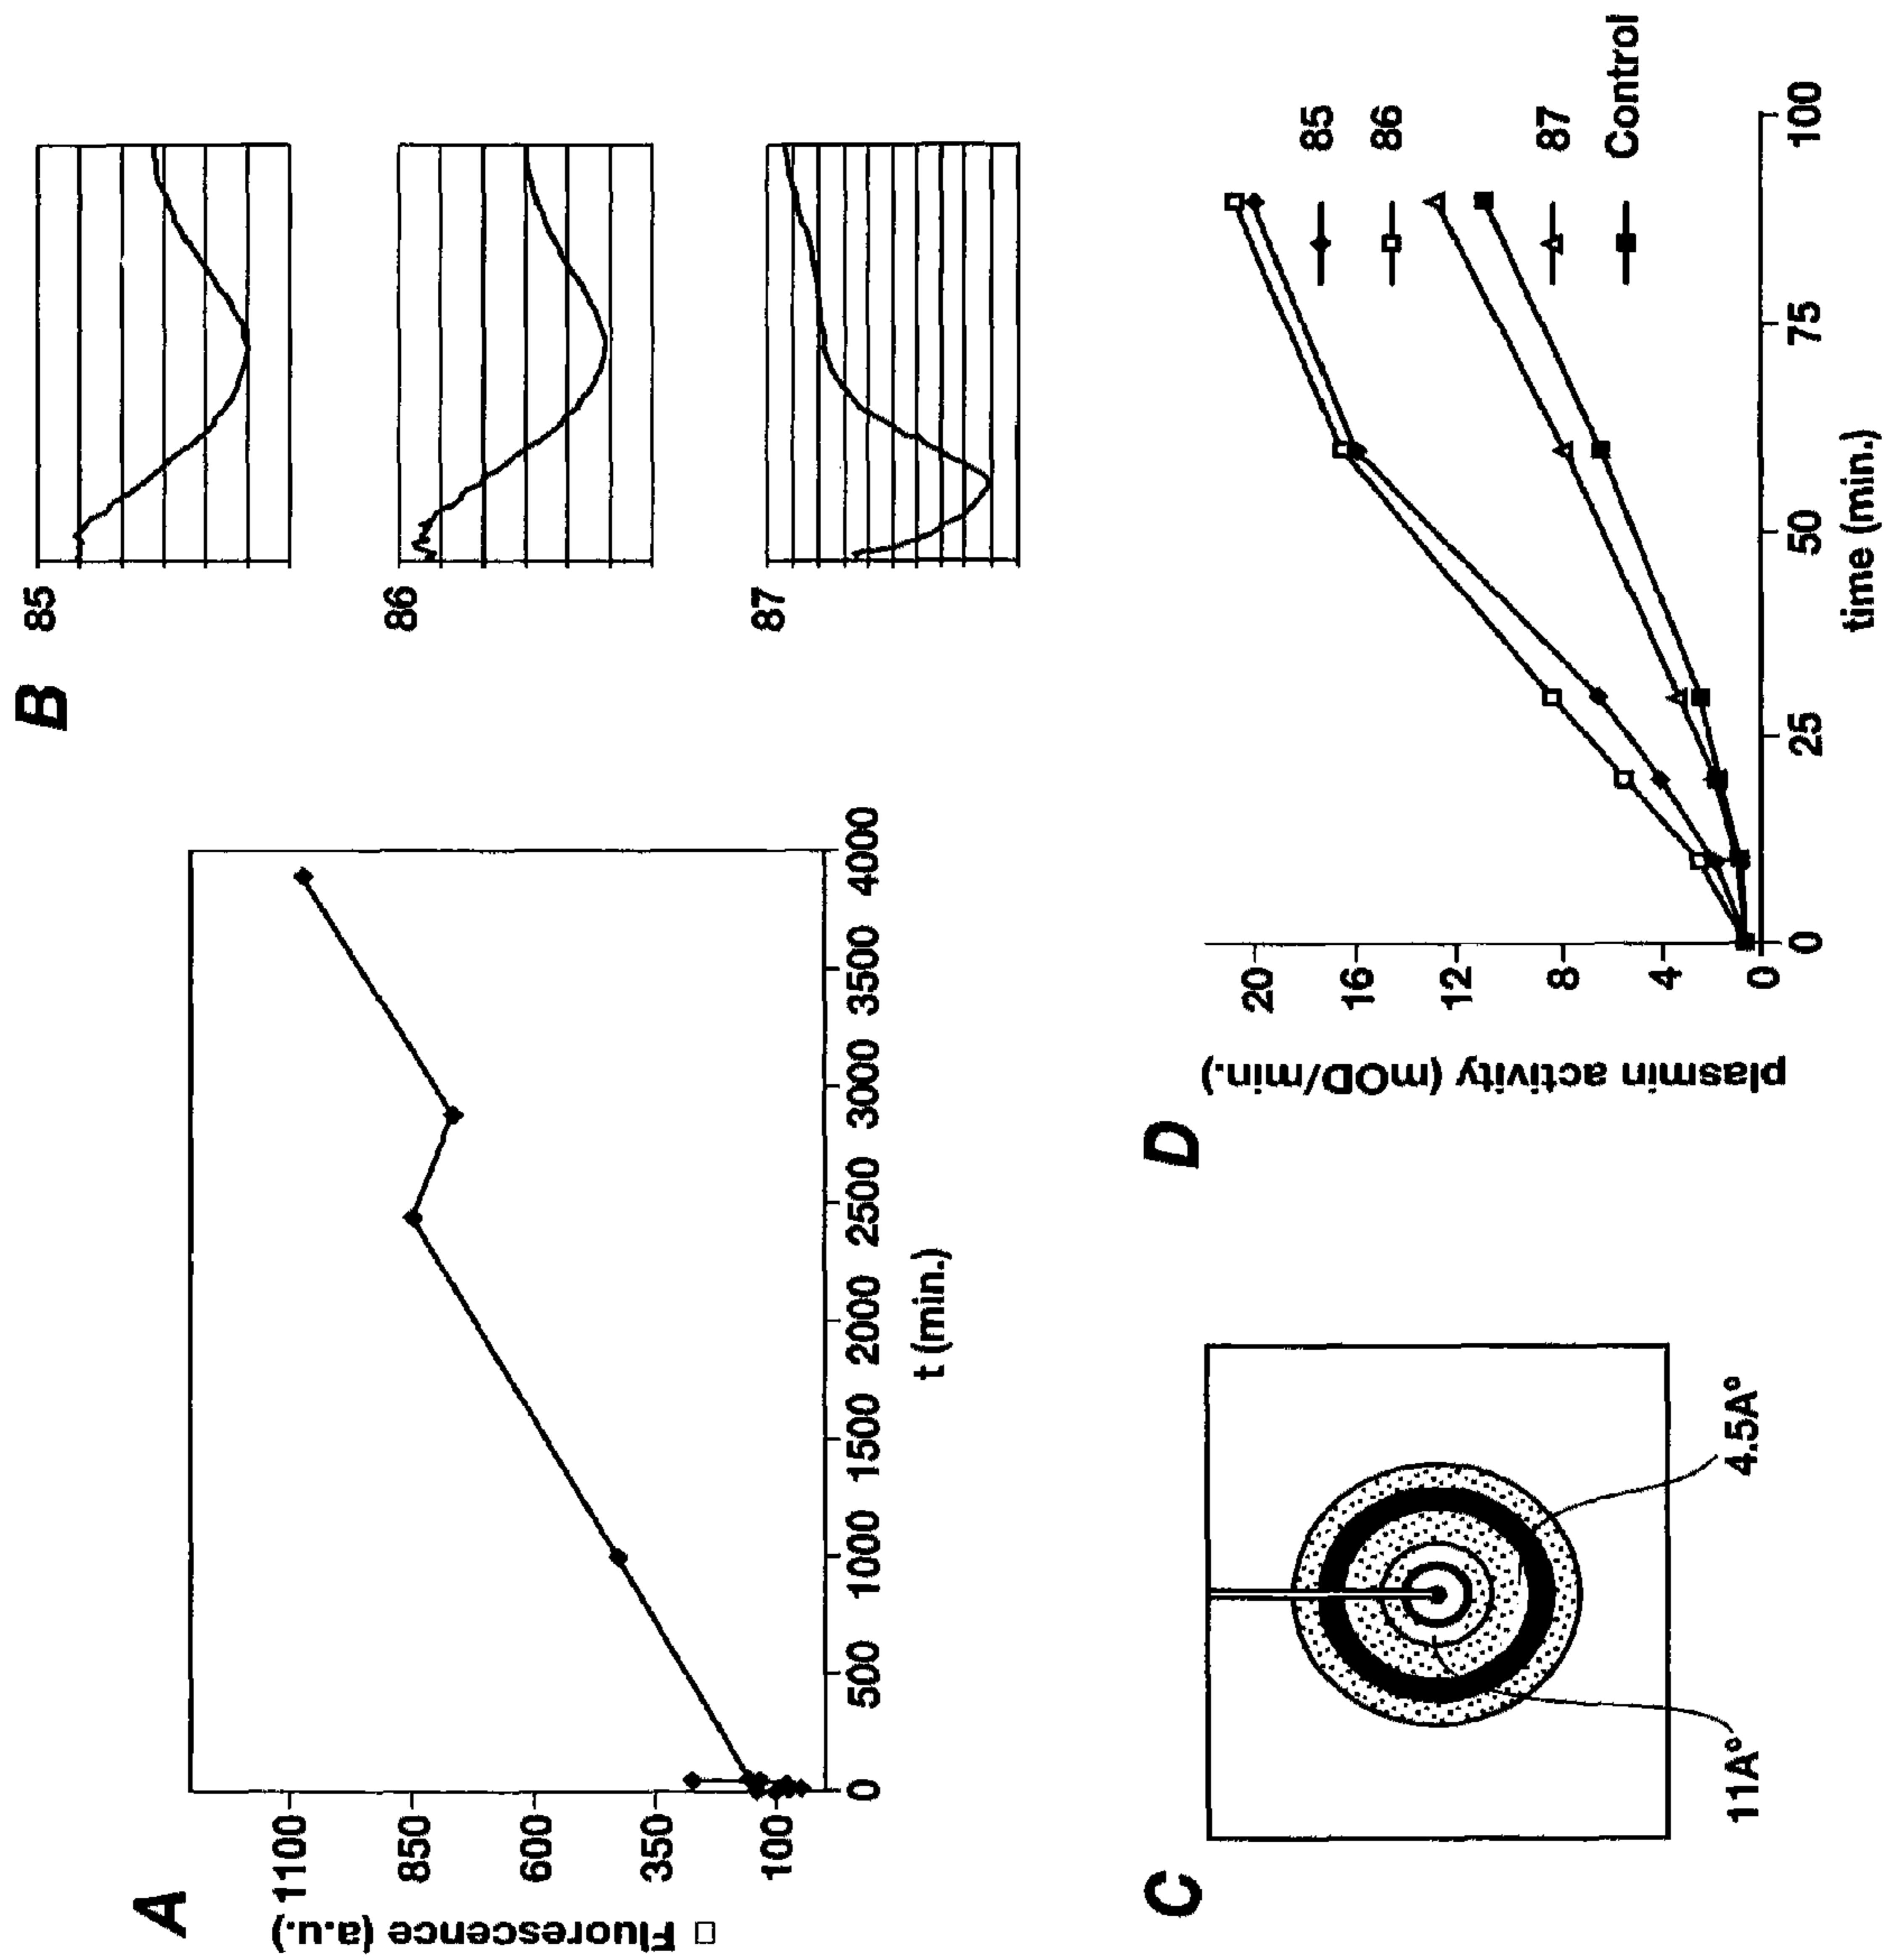 A
□ Fluorescence (a.u.)
1100
850
600
350
100
0
500
1000
1500
2000
2500
3000
3500
4000
t (min.)
B
85
86
87
C
11A°
4.5A°
D
plasmin activity (mOD/min.)
20
16
12
8
4
0
0
25
50
75
100
time (min.)
85
86
87
Control